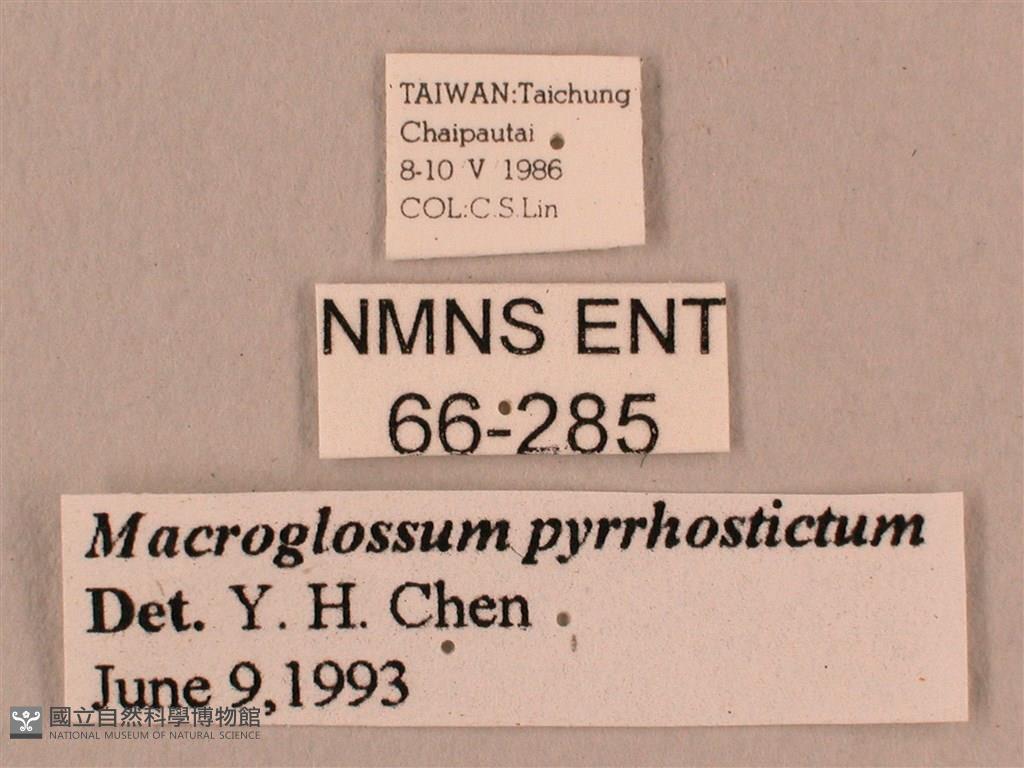 TAIWAN:Taichung
Chaipautai
8-10 V 1986
COL:C.S.Lin
NMNS ENT
66-285
Macroglossum pyrrhostictum
Det. Y. H. Chen
June 9,1993
國立自然科學博物館
NATIONAL MUSEUM OF NATURAL SCIENCE